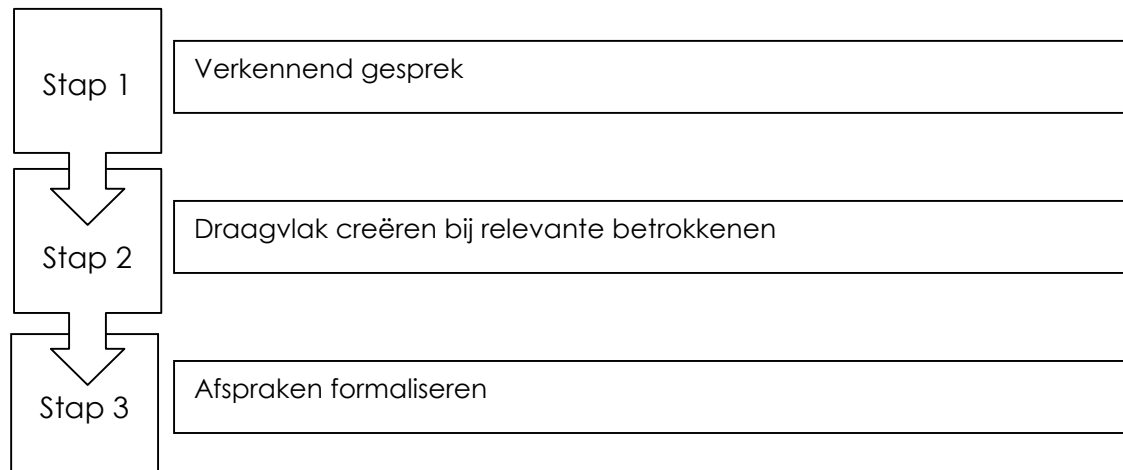 Stap 1
Verkennend gesprek
Stap 2
Draagvlak creëren bij relevante betrokkenen
Stap 3
Afspraken formaliseren